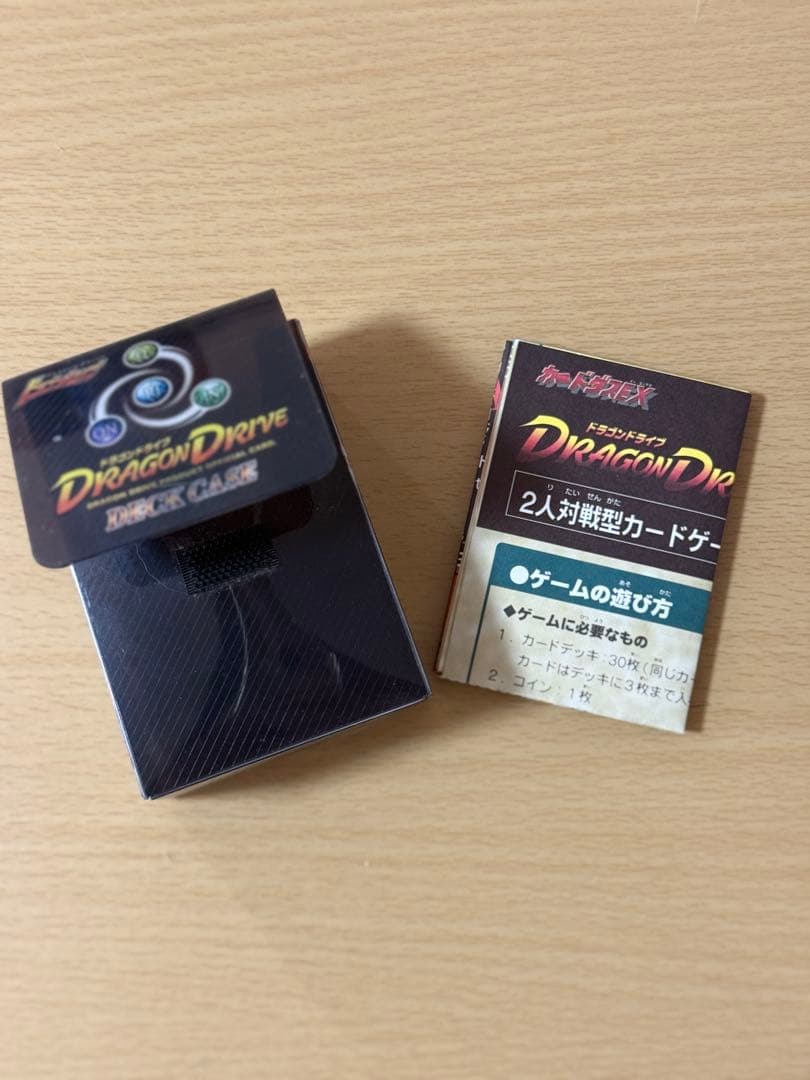 ドラゴンドライブ
DRAGON DRIVE
DECK CASE
カードダスEX
ドラゴンドライブ
DRAGON DR
2人対戦型カードゲー
●ゲームの遊び方
◆ゲームに必要なもの
1．カードデッキ：30枚（同じカー
カードはデッキに3枚まで入
2．コイン：1枚